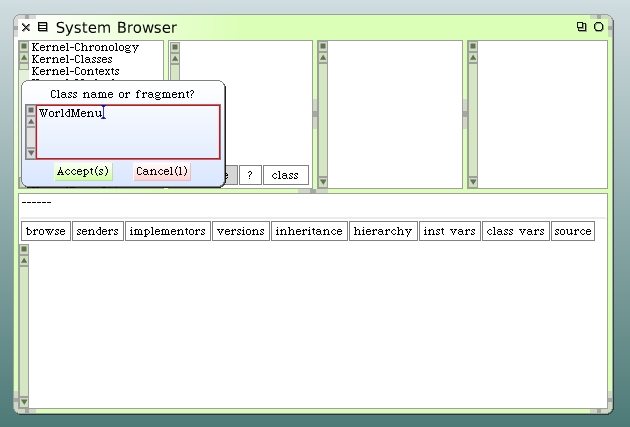 System Browser
Kernel-Chronology
Kernel-Classes
Kernel-Contexts
Class name or fragment?
WorldMenu
Accept(s) Cancel(l)
? class
------
browse senders implementors versions inheritance hierarchy inst vars class vars source